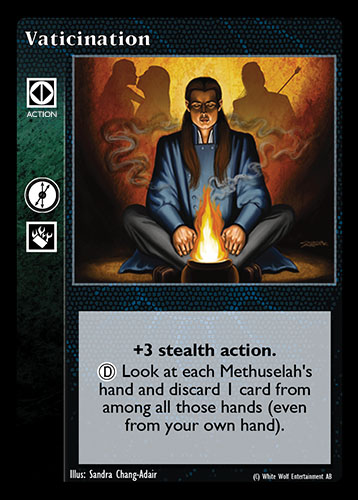 Vaticination
ACTION
+3 stealth action.
D Look at each Methuselah's
hand and discard 1 card from
among all those hands (even
from your own hand).
Illus: Sandra Chang-Adair
(C) White Wolf Entertainment AB